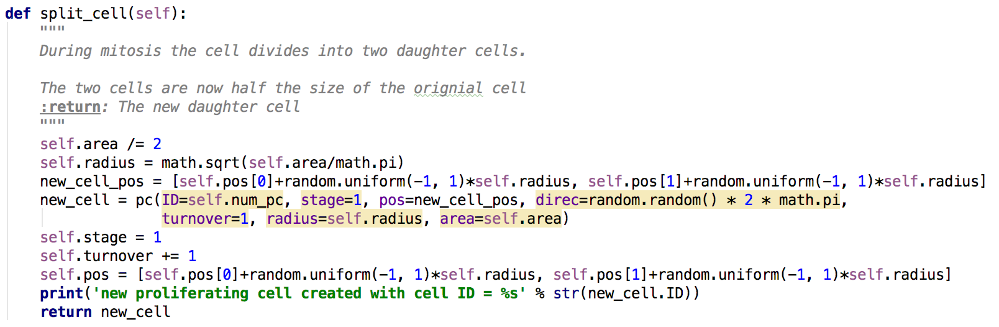 def split_cell(self):
"""
During mitosis the cell divides into two daughter cells.
The two cells are now half the size of the orignial cell
:return: The new daughter cell
"""
self.area /= 2
self.radius = math.sqrt(self.area/math.pi)
new_cell_pos = [self.pos[0]+random.uniform(-1, 1)*self.radius, self.pos[1]+random.uniform(-1, 1)*self.radius]
new_cell = pc(ID=self.num_pc, stage=1, pos=new_cell_pos, direc=random.random() * 2 * math.pi,
turnover=1, radius=self.radius, area=self.area)
self.stage = 1
self.turnover += 1
self.pos = [self.pos[0]+random.uniform(-1, 1)*self.radius, self.pos[1]+random.uniform(-1, 1)*self.radius]
print('new proliferating cell created with cell ID = %s' % str(new_cell.ID))
return new_cell